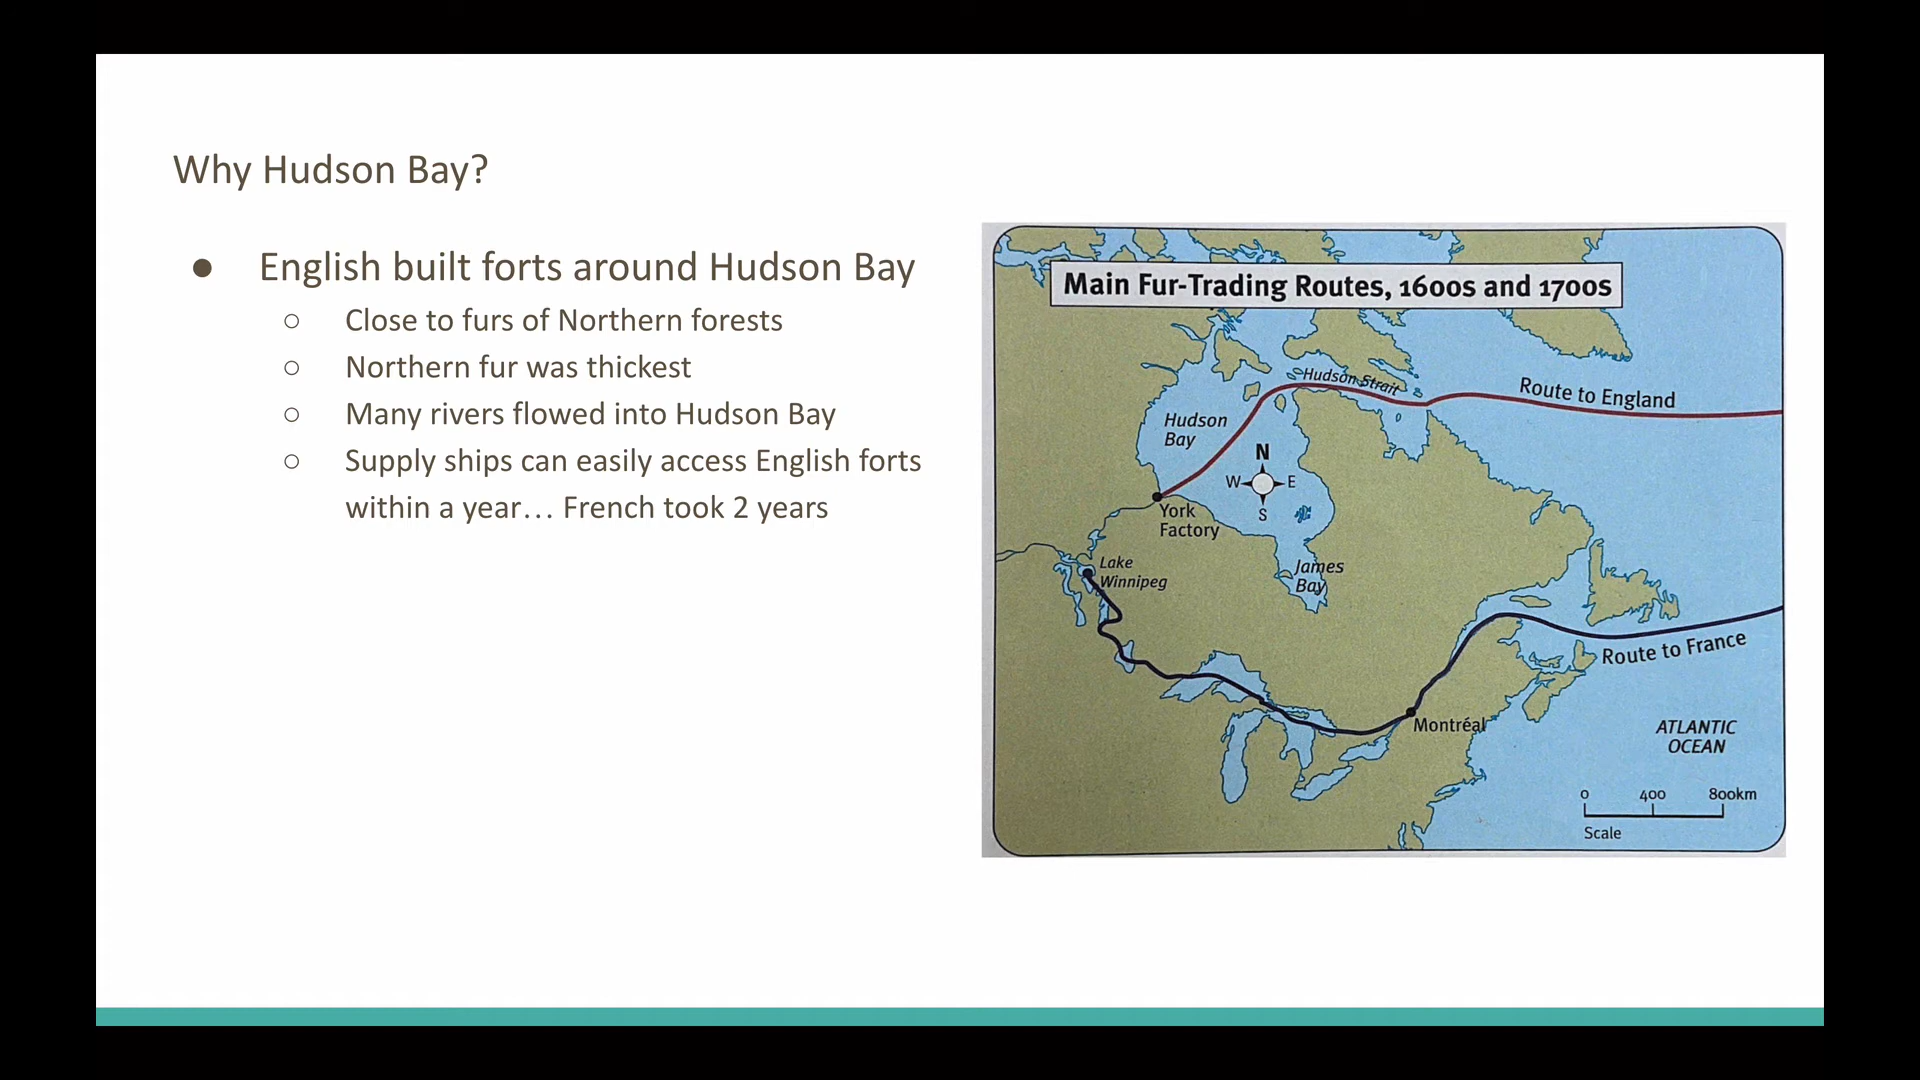 Why Hudson Bay?
● English built forts around Hudson Bay
○ Close to furs of Northern forests
○ Northern fur was thickest
○ Many rivers flowed into Hudson Bay
○ Supply ships can easily access English forts
within a year… French took 2 years
Main Fur-Trading Routes, 1600s and 1700s
Hudson Strait
Route to England
Hudson
Bay
N
W
E
S
York
Factory
Lake
Winnipeg
James
Bay
Route to France
Montréal
ATLANTIC
OCEAN
0 400 800km
Scale